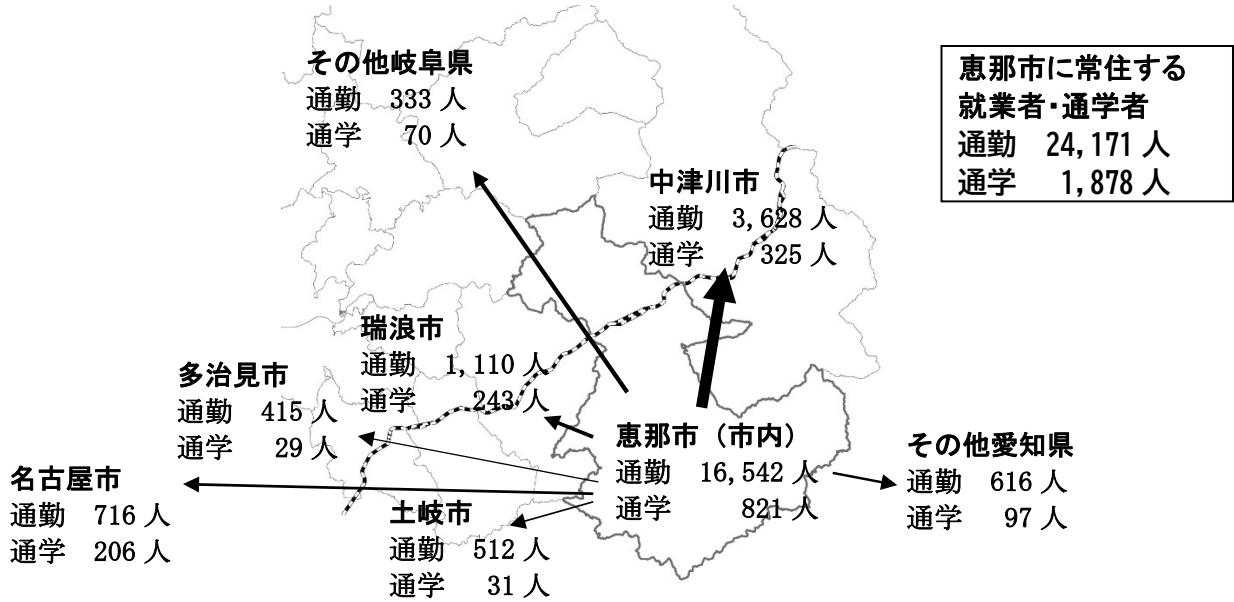 その他岐阜県
通勤 333 人
通学 70 人
恵那市に常住する
就業者・通学者
通勤 24,171 人
通学 1,878 人
中津川市
通勤 3,628 人
通学 325 人
瑞浪市
通勤 1,110 人
通学 243 人
多治見市
通勤 415 人
通学 29 人
恵那市（市内）
通勤 16,542 人
通学 821 人
その他愛知県
通勤 616 人
通学 97 人
名古屋市
通勤 716 人
通学 206 人
土岐市
通勤 512 人
通学 31 人